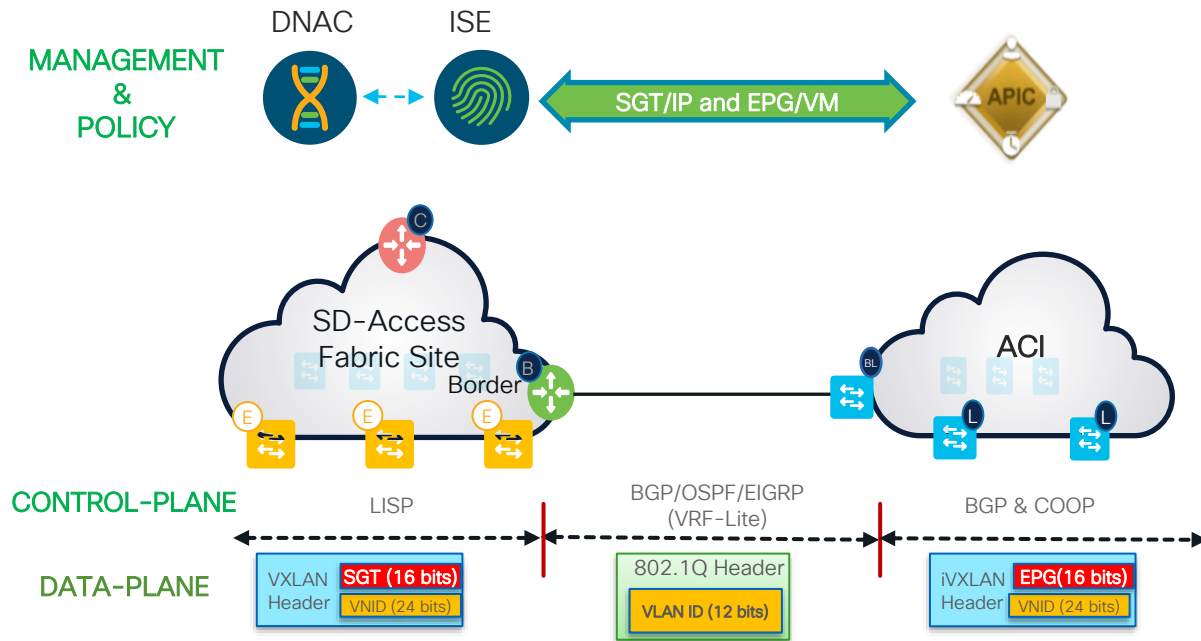 DNAC
ISE
MANAGEMENT
&
POLICY
SGT/IP and EPG/VM
APIC
C
SD-Access
Fabric Site
B
Border
E
E
E
ACI
BL
L
L
CONTROL-PLANE
LISP
BGP/OSPF/EIGRP
(VRF-Lite)
BGP & COOP
DATA-PLANE
VXLAN
Header
SGT (16 bits)
VNID (24 bits)
802.1Q Header
VLAN ID (12 bits)
iVXLAN
Header
EPG(16 bits)
VNID (24 bits)